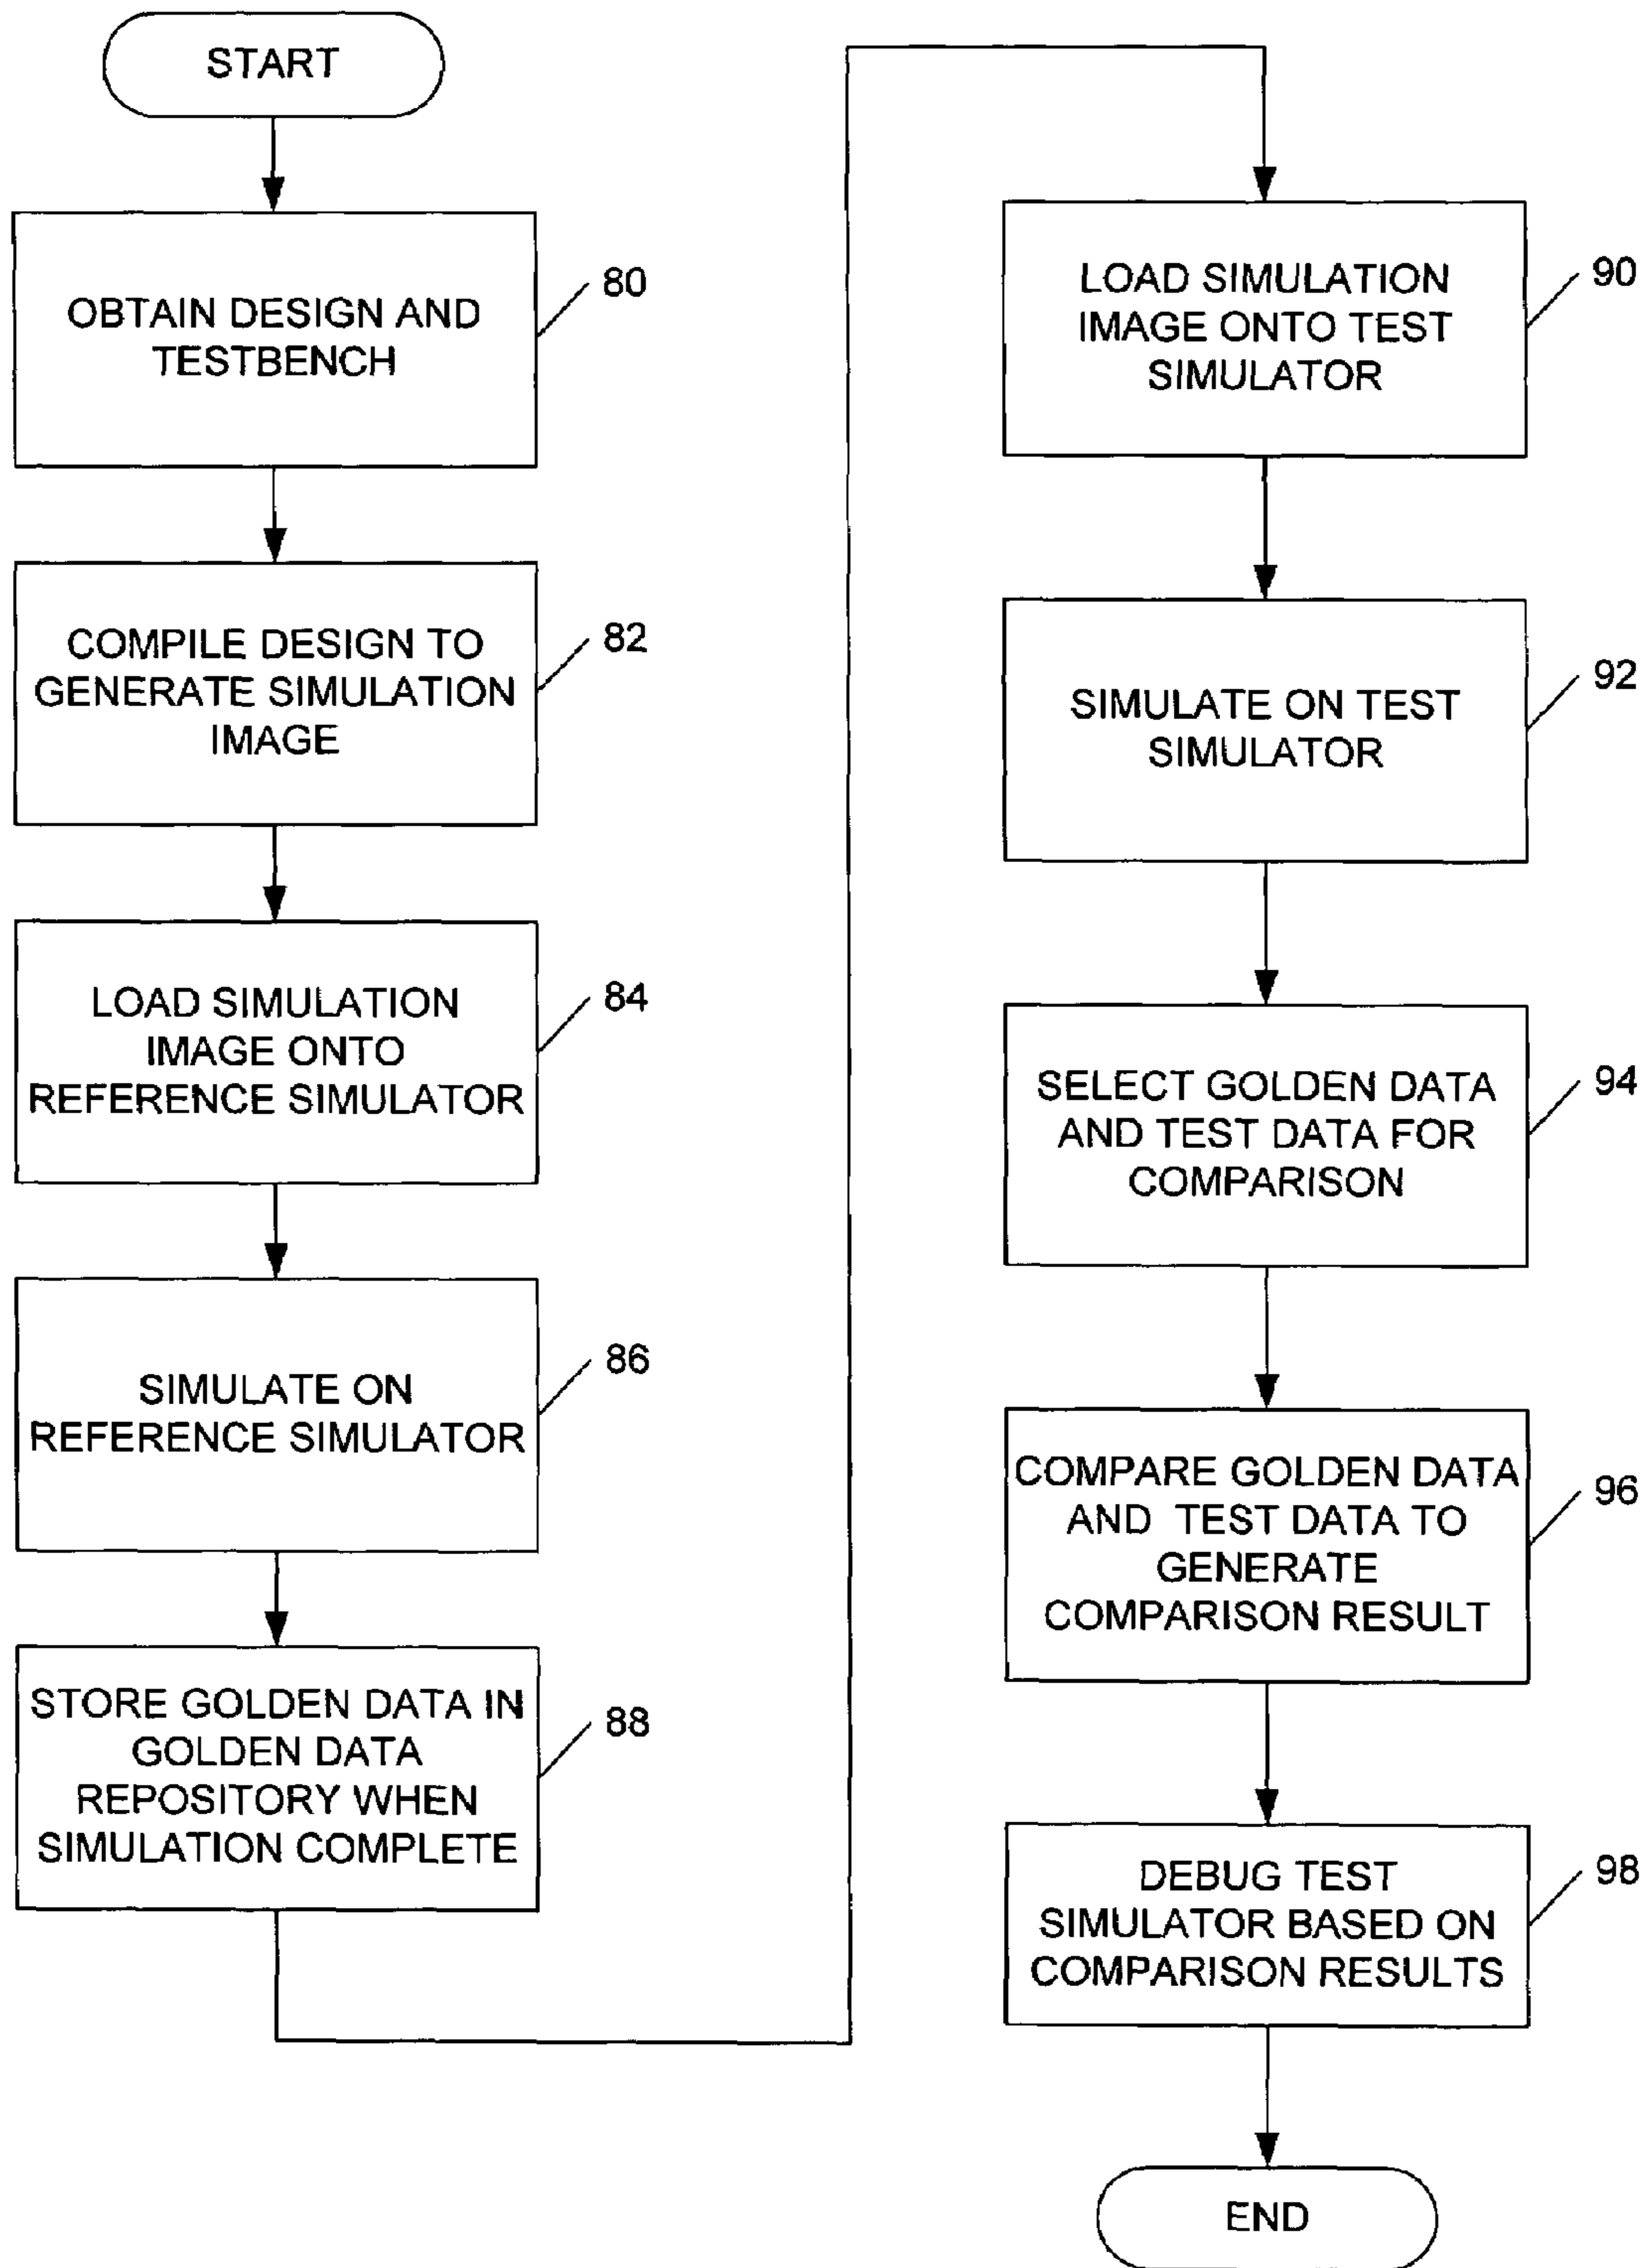 START
OBTAIN DESIGN AND
TESTBENCH
80
COMPILE DESIGN TO
GENERATE SIMULATION
IMAGE
82
LOAD SIMULATION
IMAGE ONTO
REFERENCE SIMULATOR
84
SIMULATE ON
REFERENCE SIMULATOR
86
STORE GOLDEN DATA IN
GOLDEN DATA
REPOSITORY WHEN
SIMULATION COMPLETE
88
LOAD SIMULATION
IMAGE ONTO TEST
SIMULATOR
90
SIMULATE ON TEST
SIMULATOR
92
SELECT GOLDEN DATA
AND TEST DATA FOR
COMPARISON
94
COMPARE GOLDEN DATA
AND TEST DATA TO
GENERATE
COMPARISON RESULT
96
DEBUG TEST
SIMULATOR BASED ON
COMPARISON RESULTS
98
END